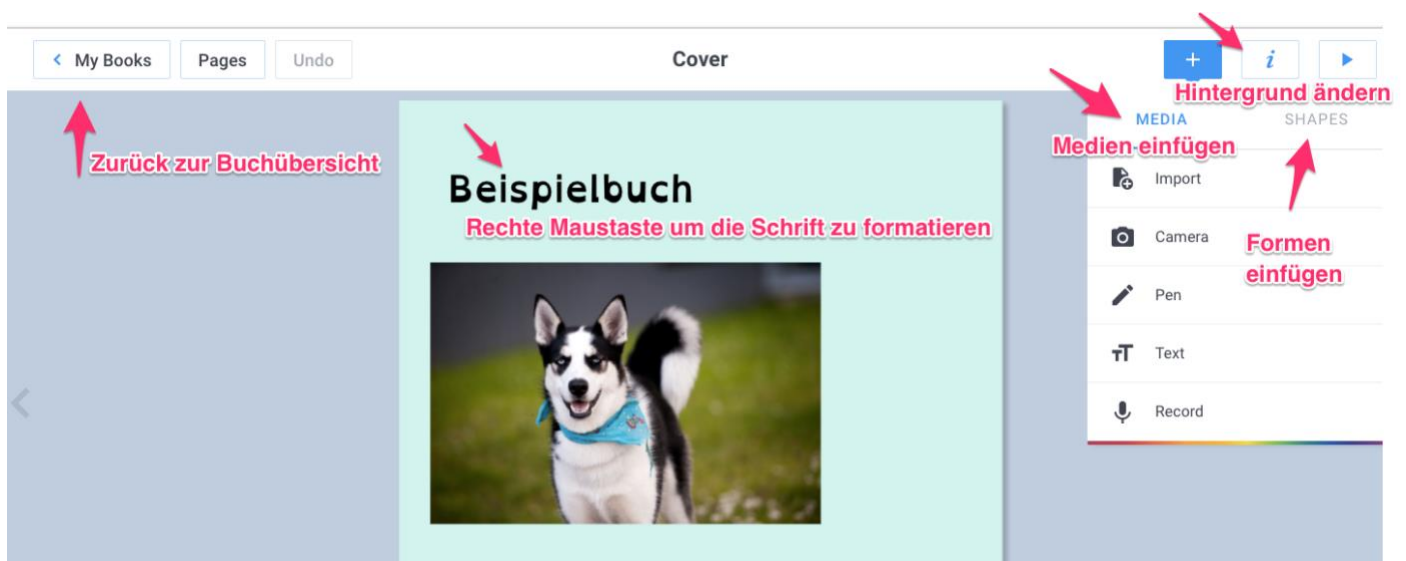 My Books
Pages
Undo
Cover
+
i
Hintergrund ändern
MEDIA
SHAPES
Medien einfügen
Zurück zur Buchübersicht
Import
Beispielbuch
Rechte Maustaste um die Schrift zu formatieren
Camera
Formen
einfügen
Pen
TT Text
Record